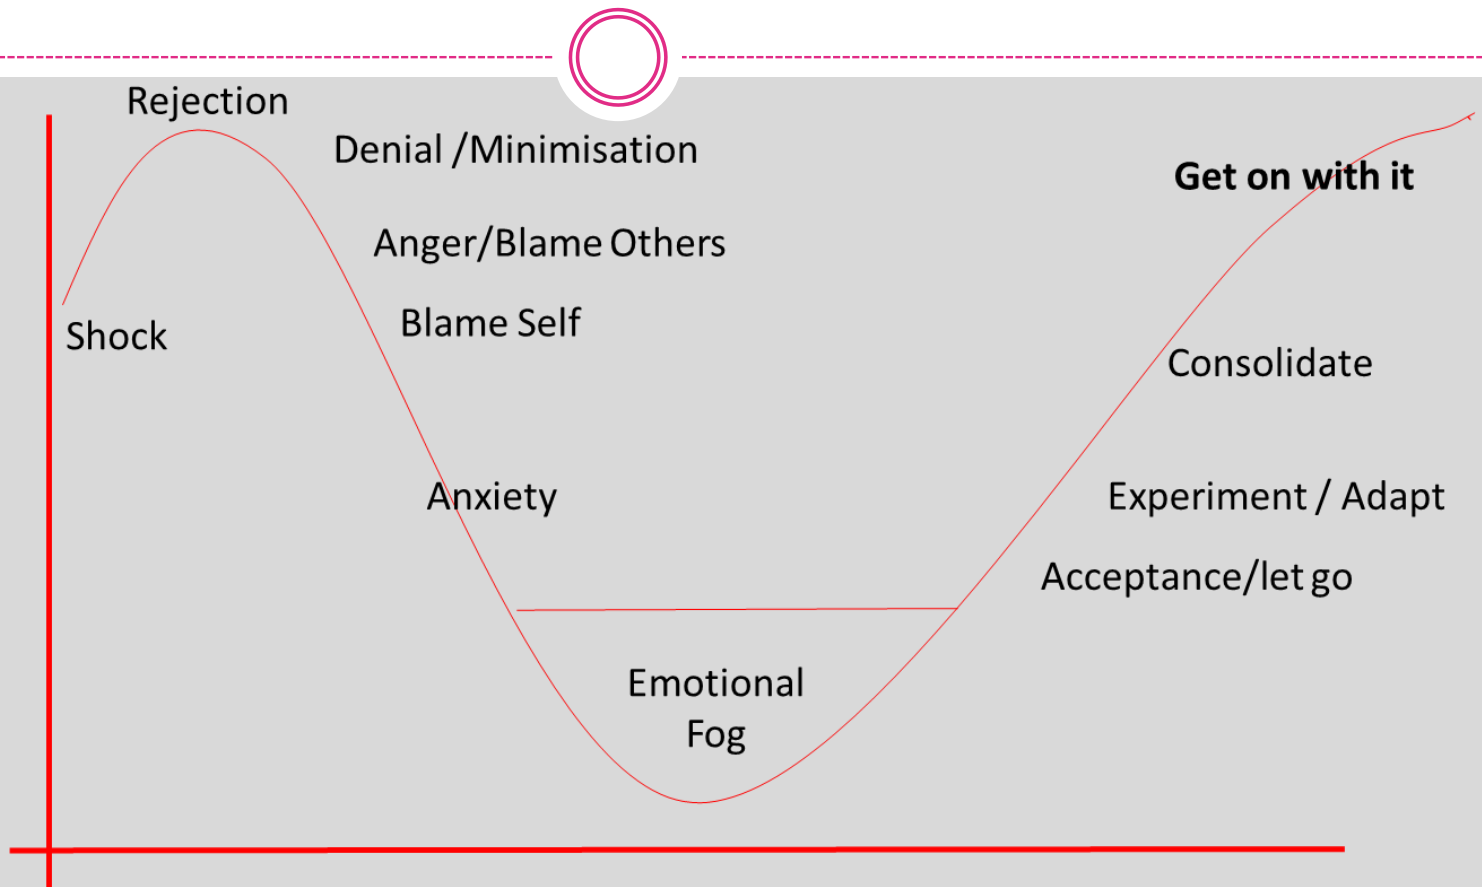 Rejection
Denial /Minimisation
Anger/Blame Others
Blame Self
Shock
Anxiety
Emotional
Fog
Acceptance/let go
Experiment / Adapt
Consolidate
Get on with it